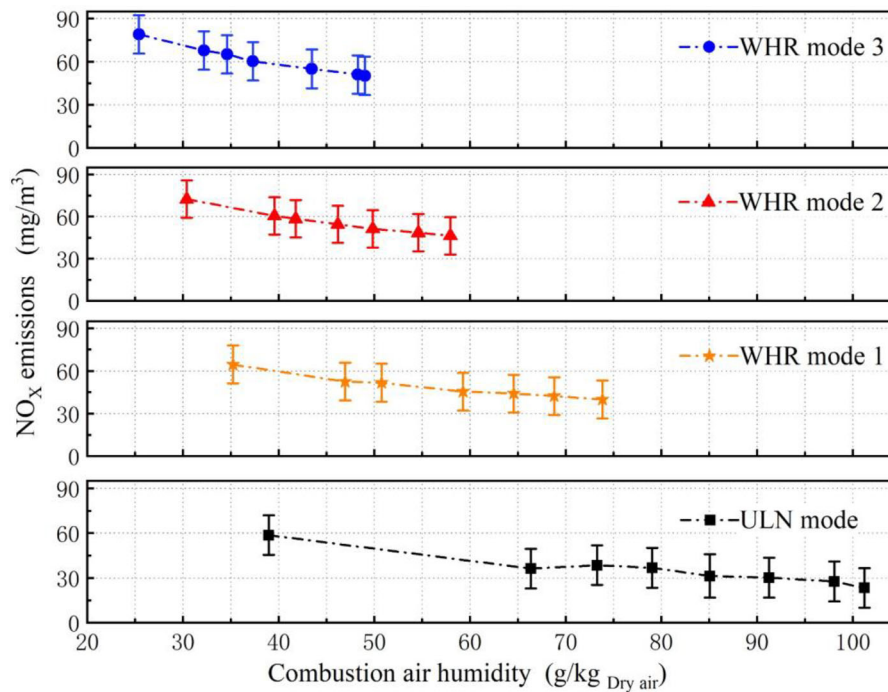 90
60
30
0
WHR mode 3
90
60
30
0
WHR mode 2
90
60
30
0
WHR mode 1
90
60
30
0
ULN mode
20 30 40 50 60 70 80 90 100
NOX emissions (mg/m³)
Combustion air humidity (g/kg Dry air)